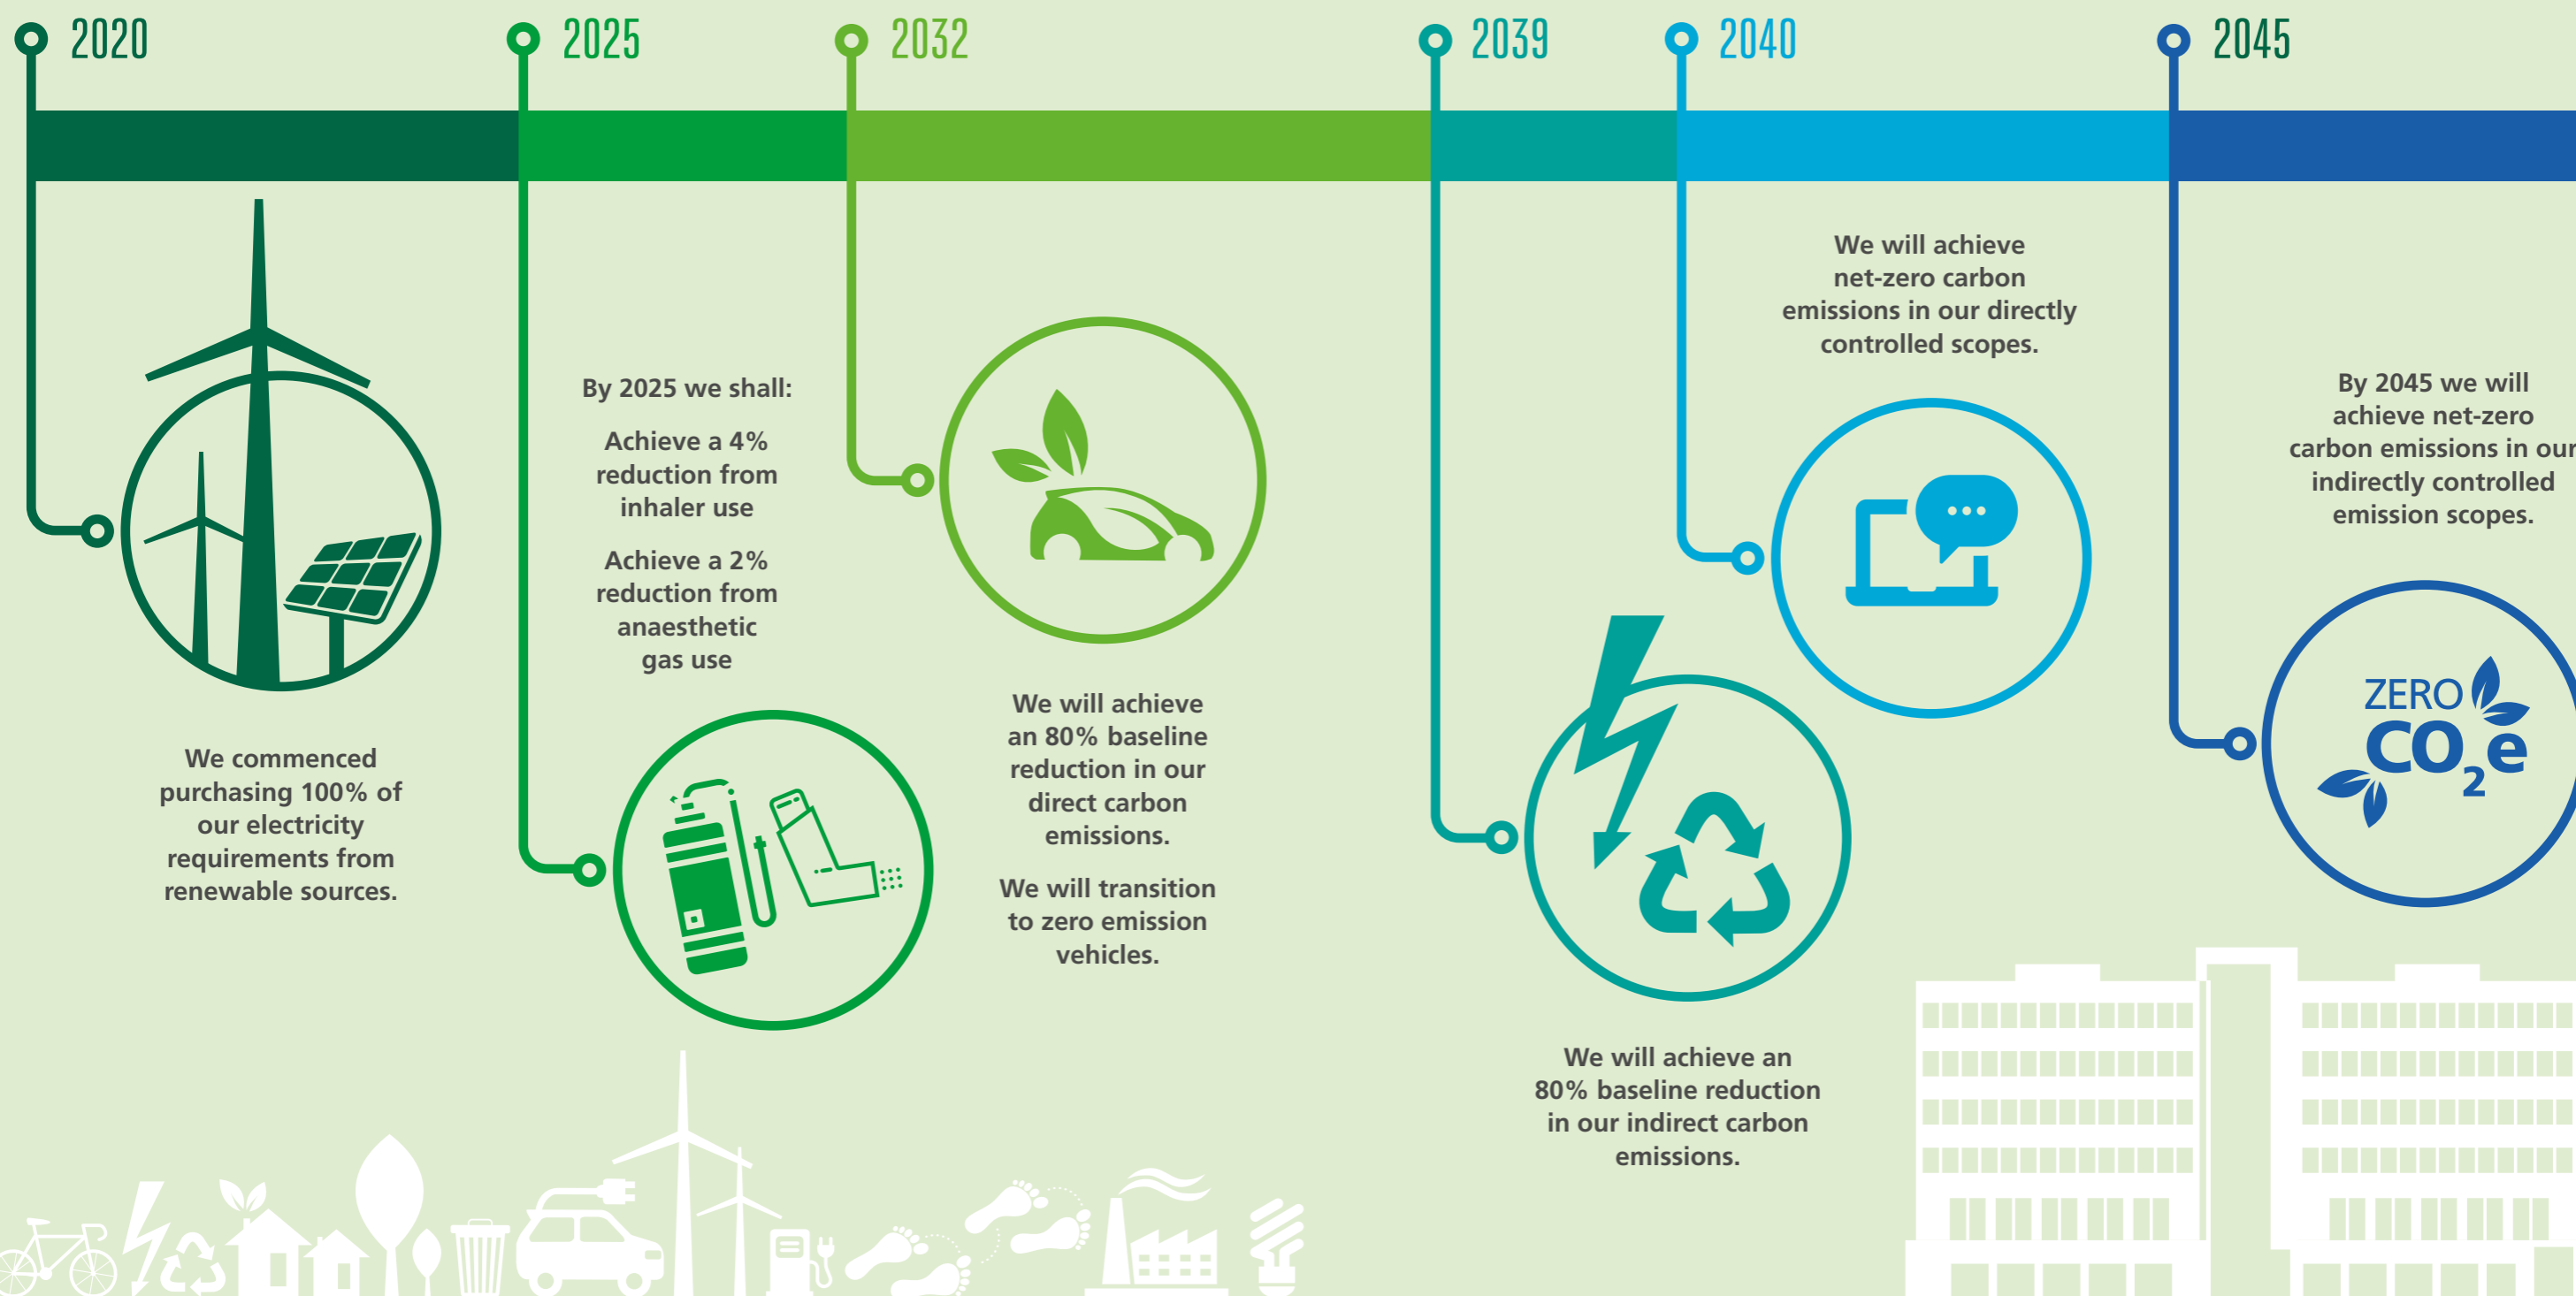 2020
2025
2032
2039
2040
2045
We commenced
purchasing 100% of
our electricity
requirements from
renewable sources.
By 2025 we shall:
Achieve a 4%
reduction from
inhaler use
Achieve a 2%
reduction from
anaesthetic
gas use
We will achieve
an 80% baseline
reduction in our
direct carbon
emissions.
We will transition
to zero emission
vehicles.
We will achieve an
80% baseline reduction
in our indirect carbon
emissions.
We will achieve
net-zero carbon
emissions in our directly
controlled scopes.
By 2045 we will
achieve net-zero
carbon emissions in our
indirectly controlled
emission scopes.
ZERO
CO₂e